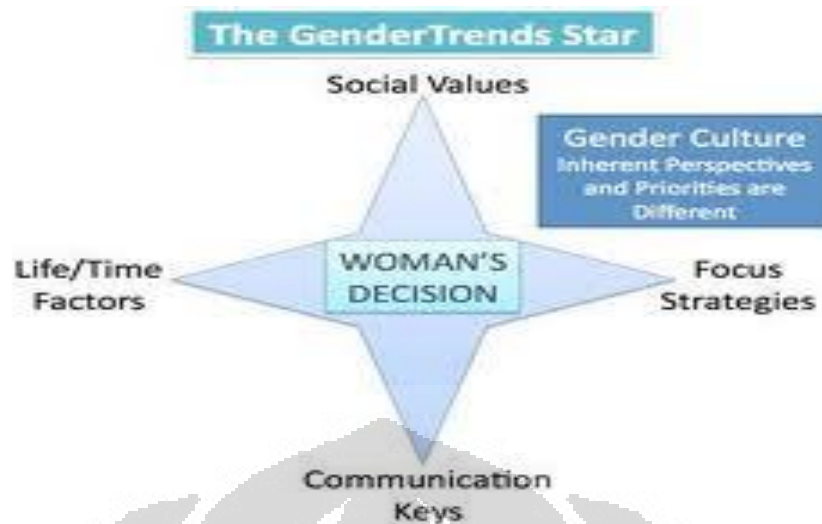 The GenderTrends Star
Social Values
Gender Culture
Inherent Perspectives
and Priorities are
Different
Life/Time
Factors
WOMAN'S
DECISION
Focus
Strategies
Communication
Keys